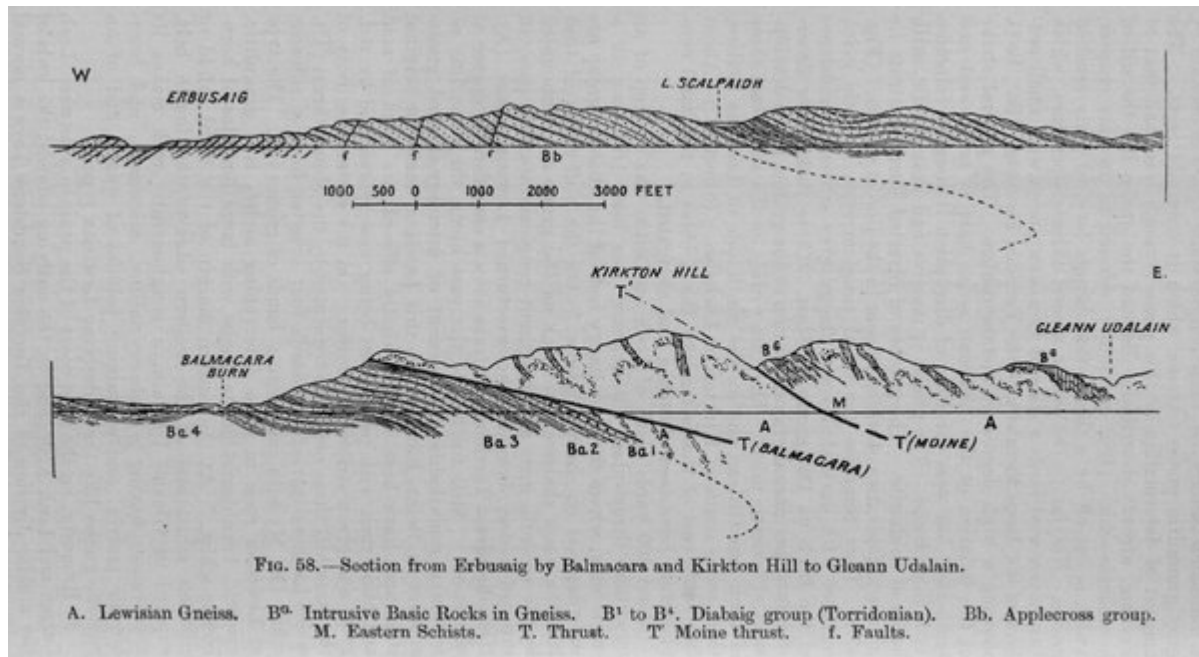 W
ERBUSAIG
L. SCALPAIDH
f f f Bb
1000 500 0 1000 2000 3000 FEET
KIRKTON HILL
T'
E.
GLEANN UDALAIN
BALMACARA
BURN
BG
BG
M
A A A
Ba.4 Ba.3 Ba.2 Ba.1
T (BALMACARA)
T' (MOINE)
FIG. 58.—Section from Erbusaig by Balmacara and Kirkton Hill to Gleann Udalain.
A. Lewisian Gneiss. Bᴳ Intrusive Basic Rocks in Gneiss. B¹ to B⁴. Diabaig group (Torridonian). Bb. Applecross group.
M. Eastern Schists. T. Thrust. T' Moine thrust. f. Faults.